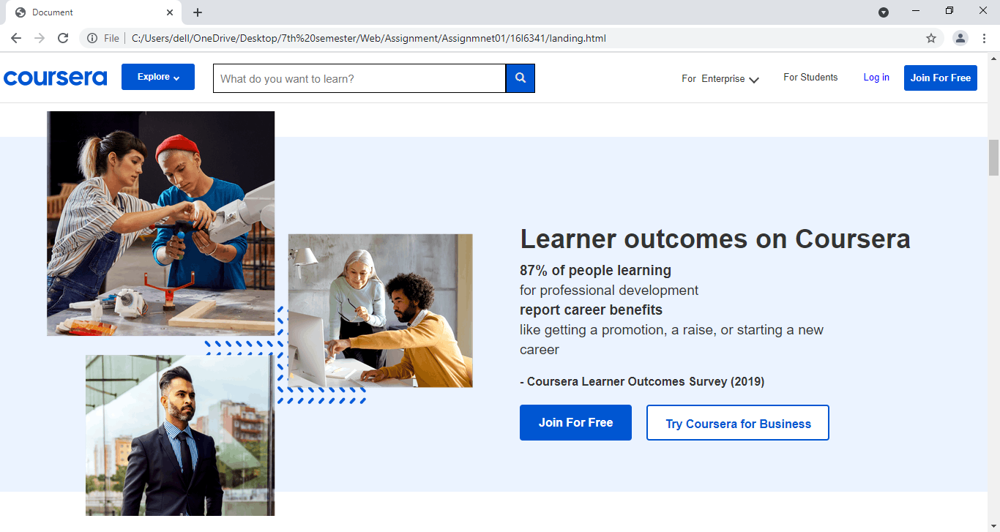 Document
File C:/Users/dell/OneDrive/Desktop/7th%20semester/Web/Assignment/Assignmnet01/16l6341/landing.html
coursera Explore What do you want to learn? For Enterprise For Students Log in Join For Free
Learner outcomes on Coursera
87% of people learning
for professional development
report career benefits
like getting a promotion, a raise, or starting a new
career
- Coursera Learner Outcomes Survey (2019)
Join For Free Try Coursera for Business